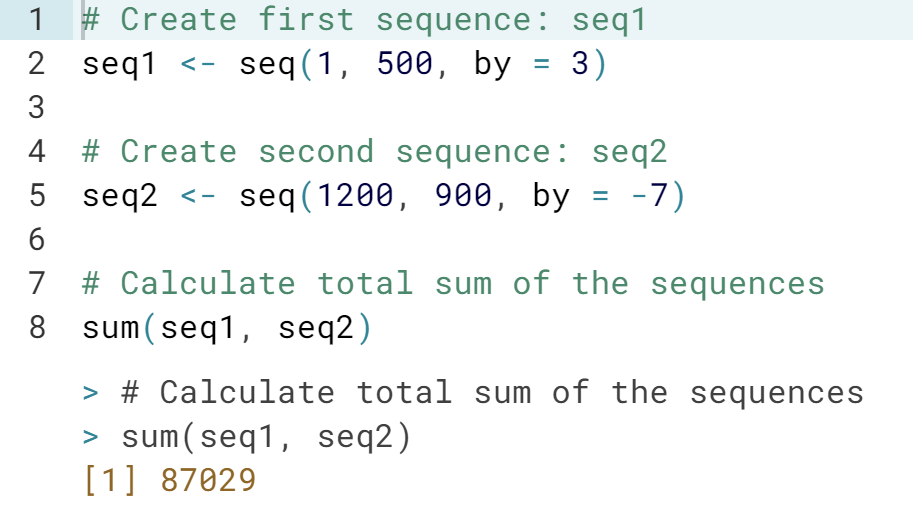 1 # Create first sequence: seq1
2 seq1 <- seq(1, 500, by = 3)
3
4 # Create second sequence: seq2
5 seq2 <- seq(1200, 900, by = -7)
6
7 # Calculate total sum of the sequences
8 sum(seq1, seq2)
> # Calculate total sum of the sequences
> sum(seq1, seq2)
[1] 87029